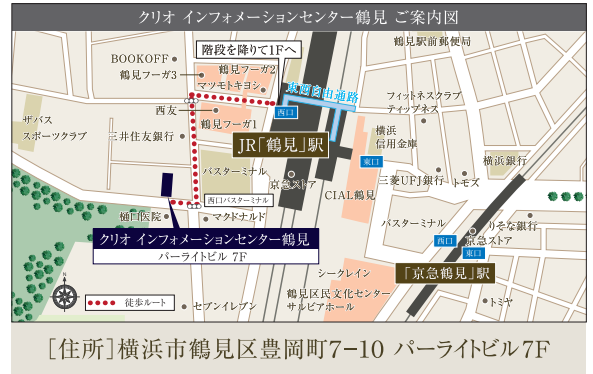 クリオ インフォメーションセンター鶴見 ご案内図
階段を降りて1Fへ
鶴見駅前郵便局
BOOKOFF
鶴見フーガ2
鶴見フーガ3
マツモトキヨシ
東西自由通路
フィットネスクラブ
ティップネス
西友
西口
鶴見フーガ1
ザバス
スポーツクラブ
三井住友銀行
JR「鶴見」駅
横浜
信用金庫
東口
横浜銀行
バスターミナル
京急ストア
三菱UFJ銀行
トモズ
CIAL鶴見
西口バスターミナル
樋口医院
マクドナルド
バスターミナル
りそな銀行
クリオ インフォメーションセンター鶴見
パーライトビル 7F
西口
京急ストア
東口
シークレイン
「京急鶴見」駅
N
徒歩ルート
セブンイレブン
鶴見区民文化センター
サルビアホール
トミヤ
[住所]横浜市鶴見区豊岡町7-10 パーライトビル7F